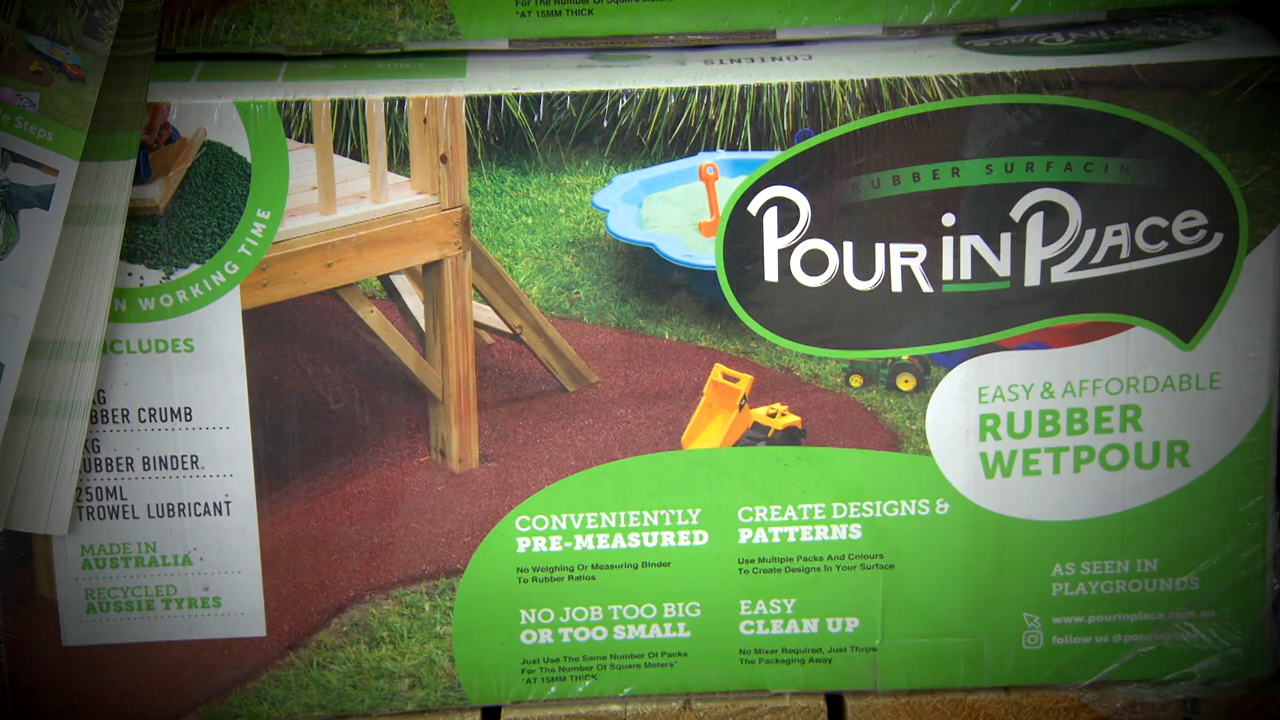 For The Number Of Square Meters*
*AT 15MM THICK
CONTENTS
Steps
RUBBER SURFACING
POUR IN PLACE
WORKING TIME
EASY & AFFORDABLE
RUBBER
WETPOUR
RUBBER CRUMB
RUBBER BINDER
250ML
TROWEL LUBRICANT
MADE IN
AUSTRALIA
RECYCLED
AUSSIE TYRES
CONVENIENTLY
PRE-MEASURED
No Weighing Or Measuring Binder
To Rubber Ratios
CREATE DESIGNS &
PATTERNS
Use Multiple Packs And Colours
To Create Designs In Your Surface
NO JOB TOO BIG
OR TOO SMALL
Just Use The Same Number Of Packs
For The Number Of Square Meters*
*AT 15MM THICK
EASY
CLEAN UP
No Mixer Required, Just Throw
The Packaging Away
AS SEEN IN
PLAYGROUNDS
www.pourinplace.com.au
follow us @pourinplace